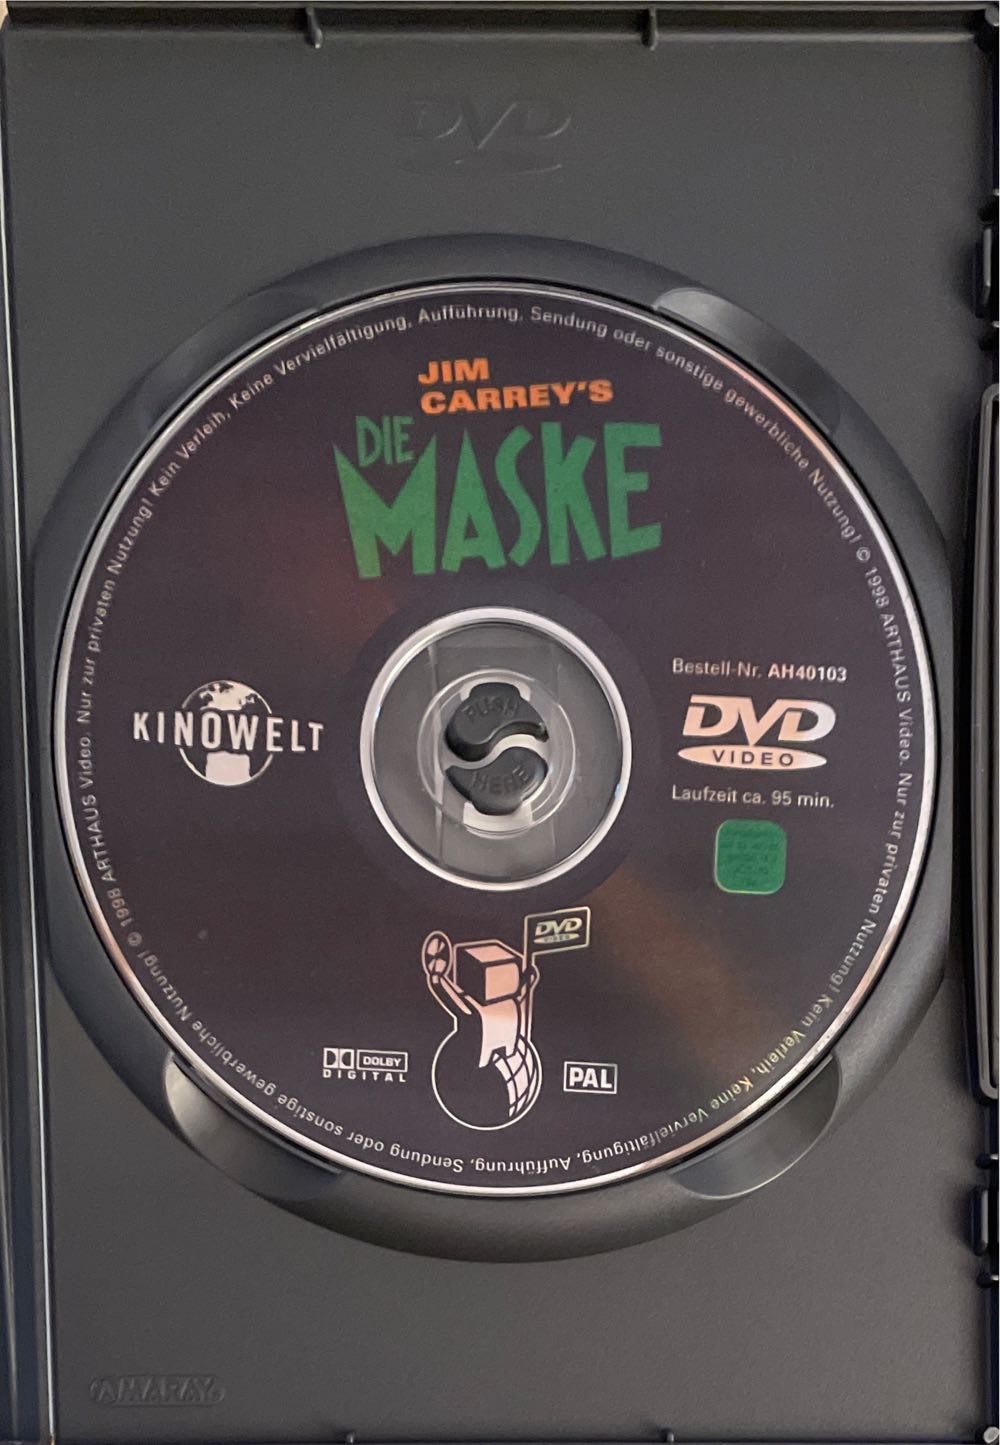 DVD
JIM
CARREY'S
DIE
MASKE
KINOWELT
PUSH
HERE
Bestell-Nr. AH40103
DVD
VIDEO
Laufzeit ca. 95 min.
DVD
VIDEO
DOLBY
DIGITAL
PAL
Kein Verleih, Keine Vervielfältigung, Aufführung, Sendung oder sonstige gewerbliche Nutzung! © 1998 ARTHAUS Video. Nur zur privaten Nutzung! Kein Verleih, Keine Vervielfältigung, Aufführung, Sendung oder sonstige gewerbliche Nutzung! © 1998 ARTHAUS Video. Nur zur privaten Nutzung!
AMARAY